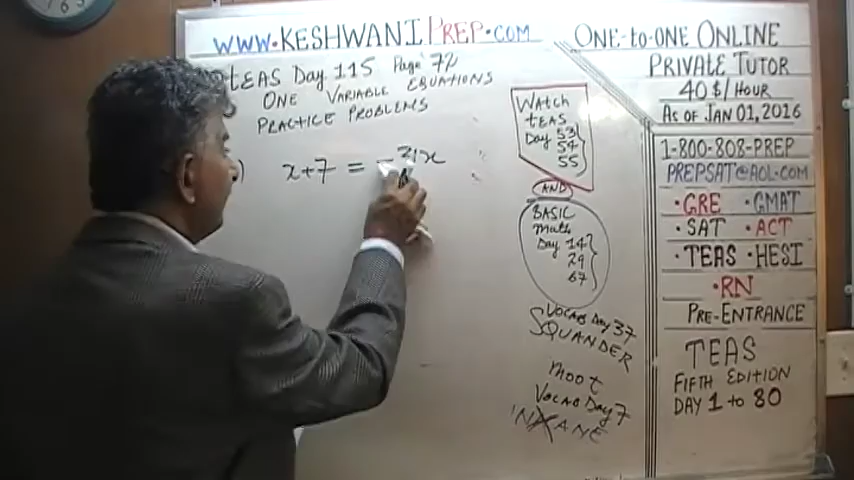 www.KESHWANIPREP.COM
TEAS Day 115 Page 72
ONE VARIABLE EQUATIONS
PRACTICE PROBLEMS
) x+7 = -21x
WATCH
TEAS
Day 53
54
55
AND
BASIC
Math
Day 14
29
67
VOCAB Day 37
SQUANDER
Moot
Vocab Day 7
INANE
ONE-to-ONE ONLINE
PRIVATE TUTOR
40 $/HOUR
AS OF JAN 01, 2016
1-800-808-PREP
PREPSAT@AOL.COM
•GRE •GMAT
•SAT •ACT
•TEAS •HESI
•RN
PRE-ENTRANCE
TEAS
FIFTH EDITION
DAY 1 to 80